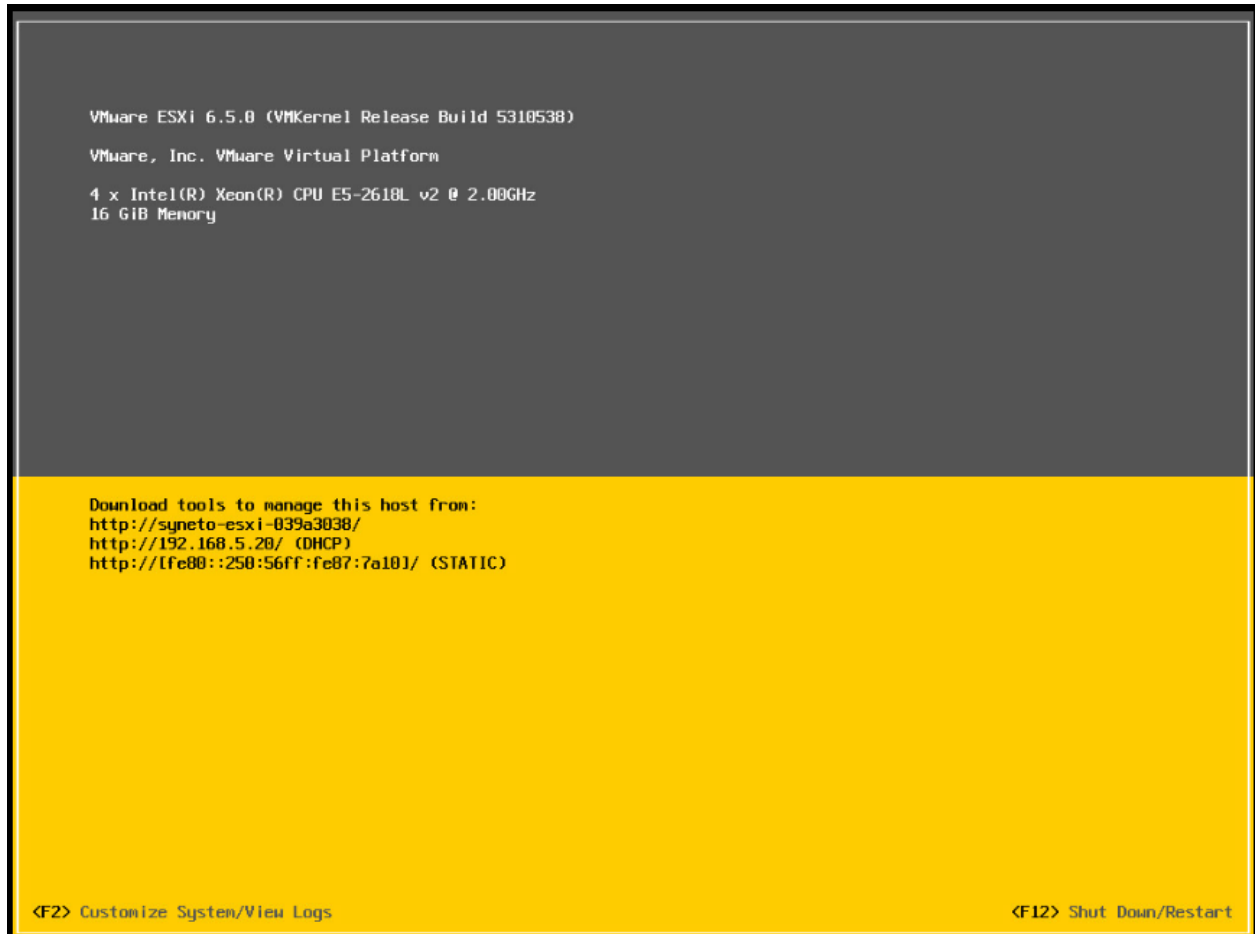 VMware ESXi 6.5.0 (VMKernel Release Build 5310538)
VMware, Inc. VMware Virtual Platform
4 x Intel(R) Xeon(R) CPU E5-2618L v2 @ 2.00GHz
16 GiB Memory
Download tools to manage this host from:
http://syneto-esxi-039a3038/
http://192.168.5.20/ (DHCP)
http://[fe80::250:56ff:fe87:7a10]/ (STATIC)
<F2> Customize System/View Logs
<F12> Shut Down/Restart